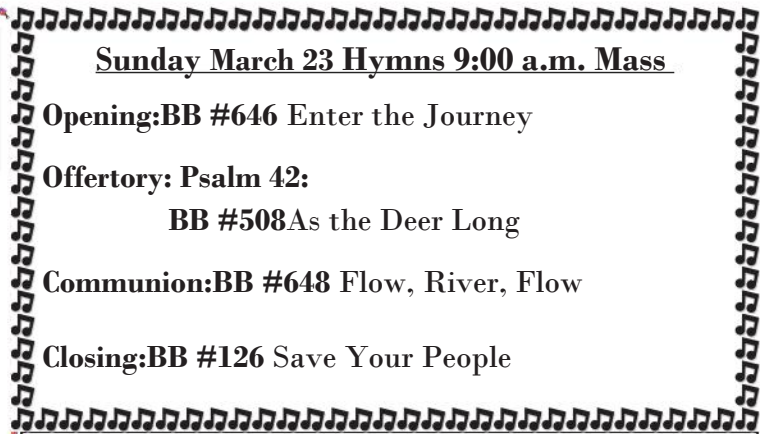 Sunday March 23 Hymns 9:00 a.m. Mass
Opening:BB #646 Enter the Journey
Offertory: Psalm 42:
BB #508As the Deer Long
Communion:BB #648 Flow, River, Flow
Closing:BB #126 Save Your People